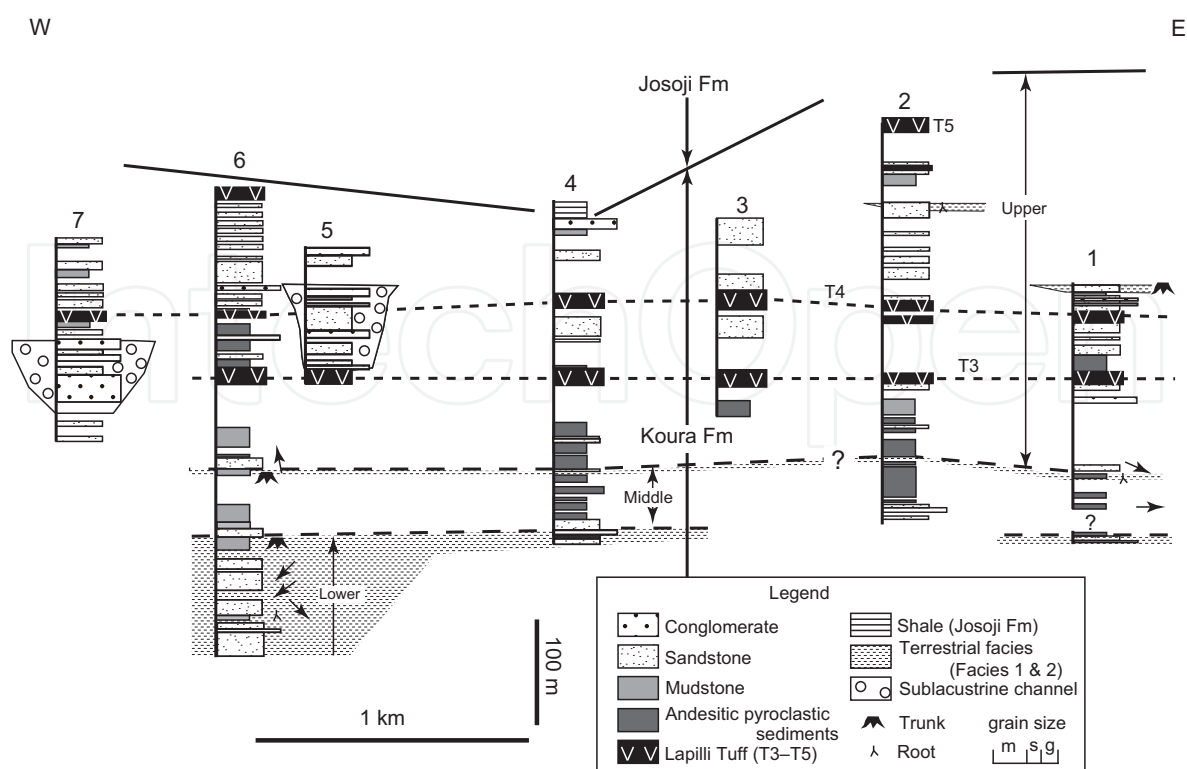 W
E
Josoji Fm
2
T5
6
4
3
7
5
Upper
1
T4
T3
Koura Fm
?
Middle
?
Lower
InTechOpen
Legend
Conglomerate
Sandstone
Mudstone
Andesitic pyroclastic
sediments
Lapilli Tuff (T3–T5)
Shale (Josoji Fm)
Terrestrial facies
(Facies 1 & 2)
Sublacustrine channel
Trunk
Root
grain size
m s g
100 m
1 km